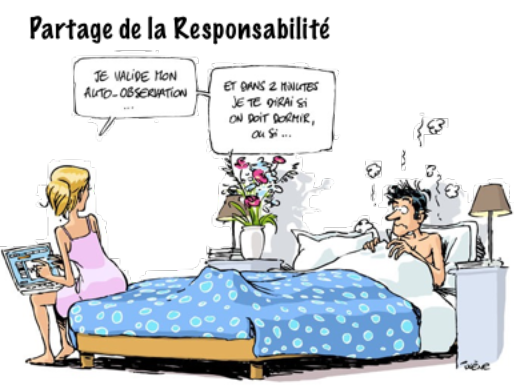 Partage de la Responsabilité
JE VALIDE MON
AUTO-OBSERVATION
...
ET DANS 2 MINUTES
JE TE DIRAI SI
ON DOIT DORMIR,
OU SI ...